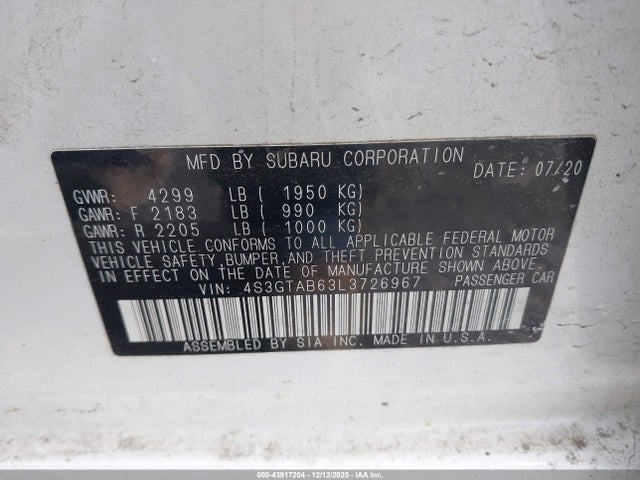 MFD BY SUBARU CORPORATION DATE: 07/20
GVWR: 4299 LB ( 1950 KG)
GAWR: F 2183 LB ( 990 KG)
GAWR: R 2205 LB ( 1000 KG)
THIS VEHICLE CONFORMS TO ALL APPLICABLE FEDERAL MOTOR
VEHICLE SAFETY, BUMPER, AND THEFT PREVENTION STANDARDS
IN EFFECT ON THE DATE OF MANUFACTURE SHOWN ABOVE.
VIN: 4S3GTAB63L3726967 PASSENGER CAR
ASSEMBLED BY SIA INC. MADE IN U.S.A.
000-43917204 - 12/12/2025 - IAAI.com